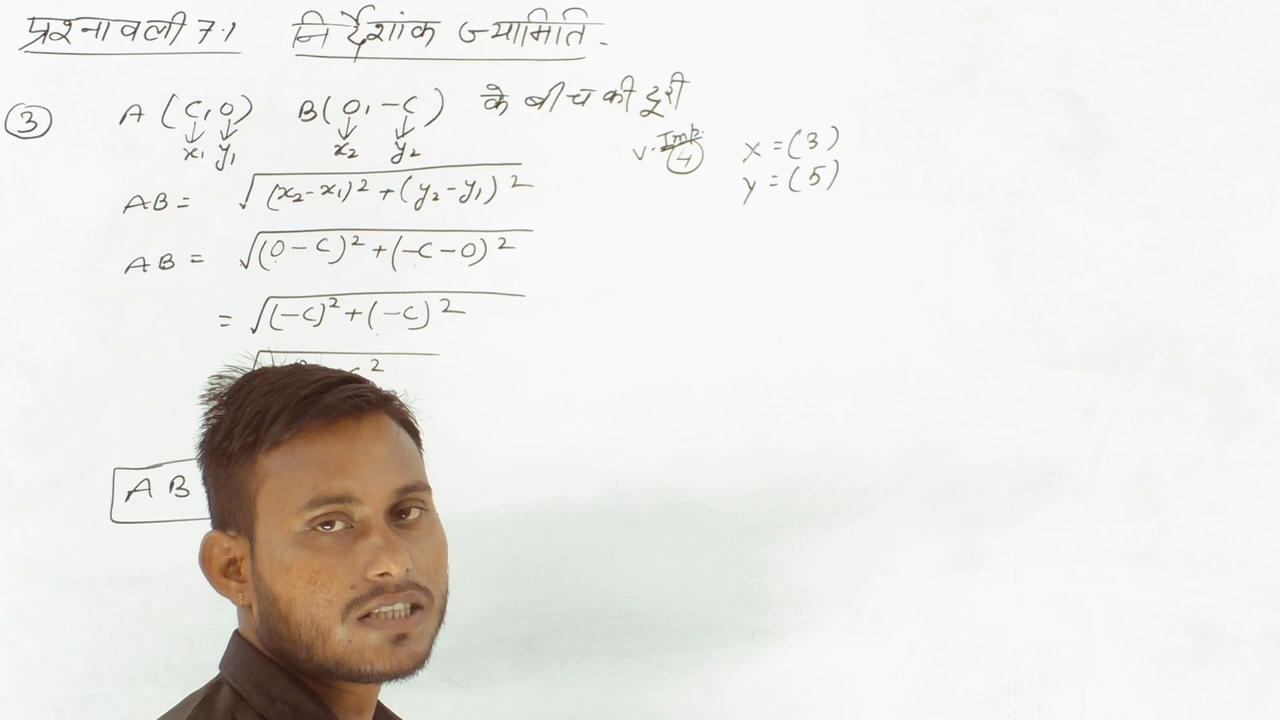 प्रश्नावली 7.1 निर्देशांक ज्यामिति.
③ A (c, 0) B (0, -c) के बीच की दूरी
x₁ y₁ x₂ y₂
AB = √(x₂-x₁)² + (y₂-y₁)²
AB = √(0-c)² + (-c-0)²
= √(-c)² + (-c)²
AB
V. Imp. ④ x = (3)
y = (5)